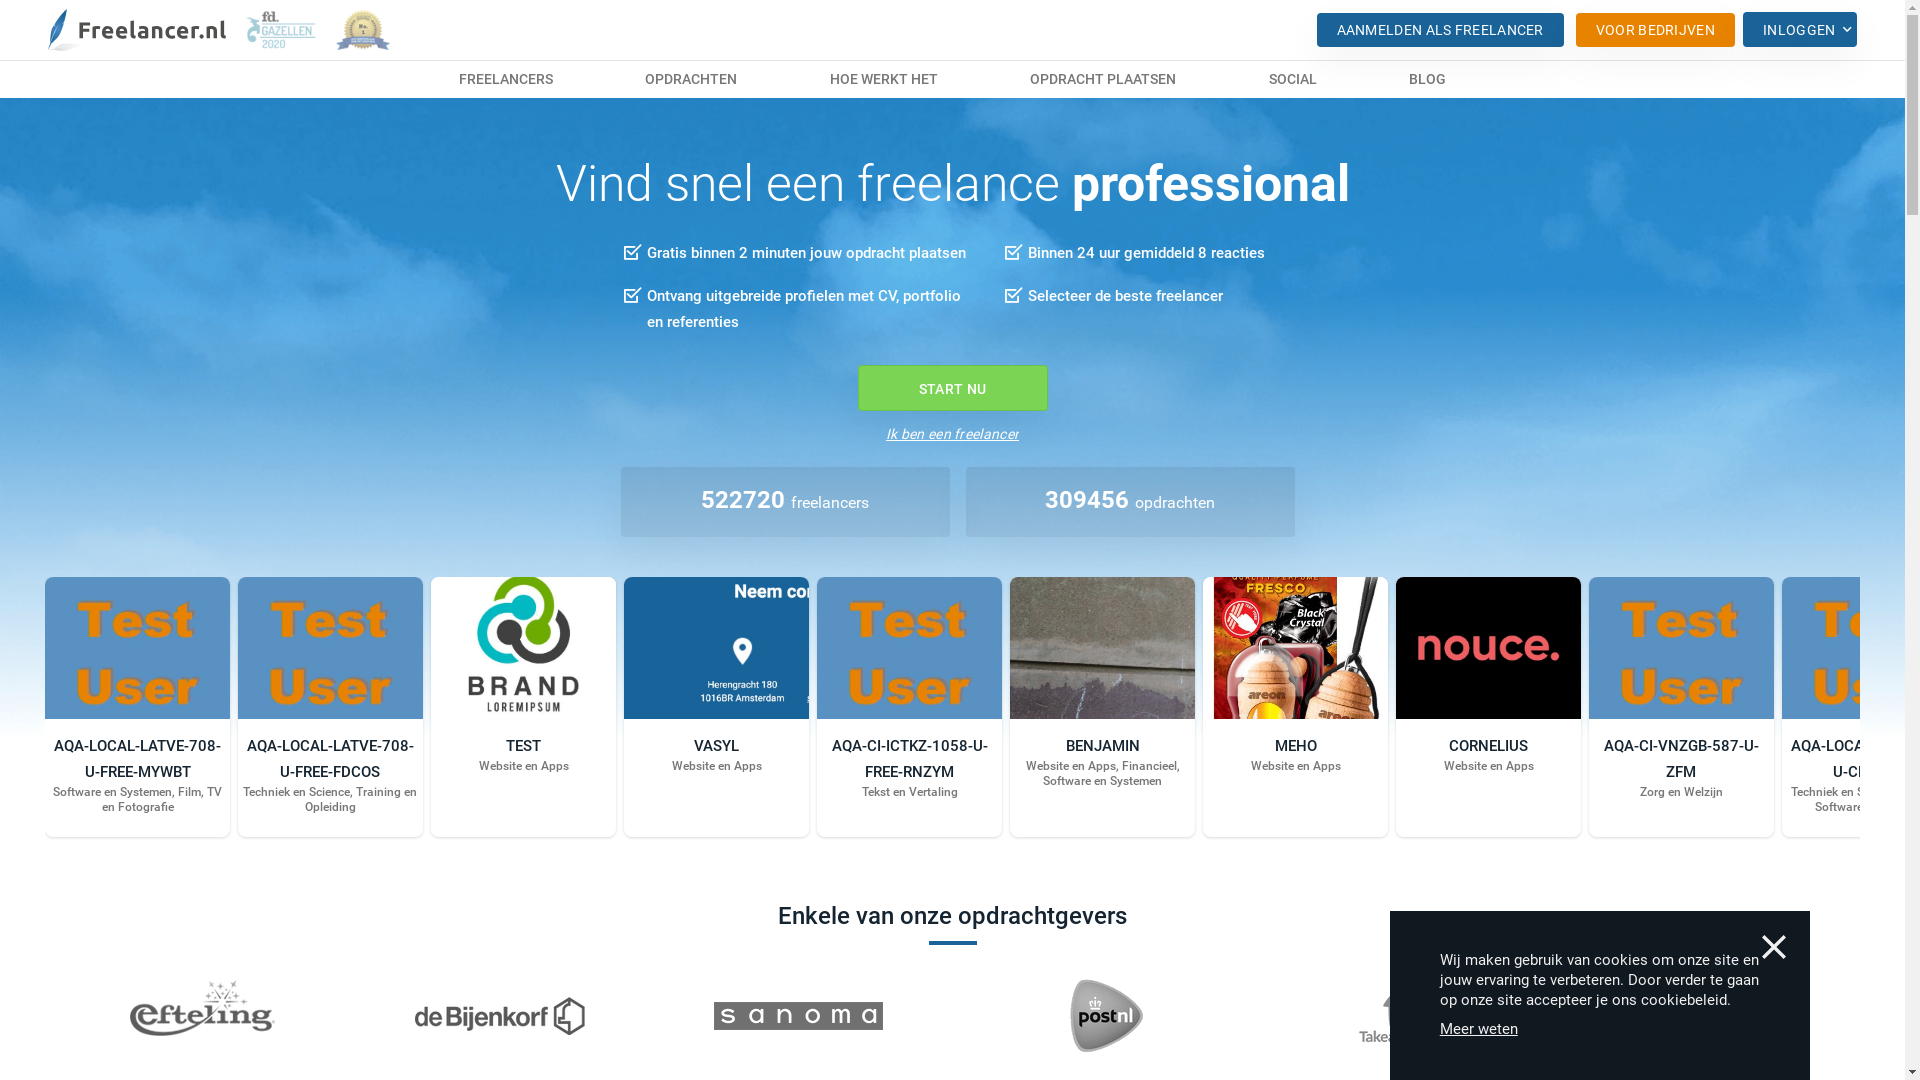 Freelancer.nl
fd.
GAZELLEN
2020
AANMELDEN ALS FREELANCER
VOOR BEDRIJVEN
INLOGGEN
FREELANCERS
OPDRACHTEN
HOE WERKT HET
OPDRACHT PLAATSEN
SOCIAL
BLOG
Vind snel een freelance professional
Gratis binnen 2 minuten jouw opdracht plaatsen
Binnen 24 uur gemiddeld 8 reacties
Ontvang uitgebreide profielen met CV, portfolio
en referenties
Selecteer de beste freelancer
START NU
Ik ben een freelancer
522720 freelancers
309456 opdrachten
Test
User
AQA-LOCAL-LATVE-708-
U-FREE-MYWBT
Software en Systemen, Film, TV
en Fotografie
Test
User
AQA-LOCAL-LATVE-708-
U-FREE-FDCOS
Techniek en Science, Training en
Opleiding
BRAND
LOREMIPSUM
TEST
Website en Apps
Neem co
Herengracht 180
1016BR Amsterdam
VASYL
Website en Apps
Test
User
AQA-CI-ICTKZ-1058-U-
FREE-RNZYM
Tekst en Vertaling
BENJAMIN
Website en Apps, Financieel,
Software en Systemen
QUALITY PERFUME
FRESCO
Black
Crystal
areon
MEHO
Website en Apps
nouce.
CORNELIUS
Website en Apps
Test
User
AQA-CI-VNZGB-587-U-
ZFM
Zorg en Welzijn
AQA-LOCA
Techniek en S
Software
Enkele van onze opdrachtgevers
efteling
de Bijenkorf
sanoma
postnl
Takea
Wij maken gebruik van cookies om onze site en
jouw ervaring te verbeteren. Door verder te gaan
op onze site accepteer je ons cookiebeleid.
Meer weten